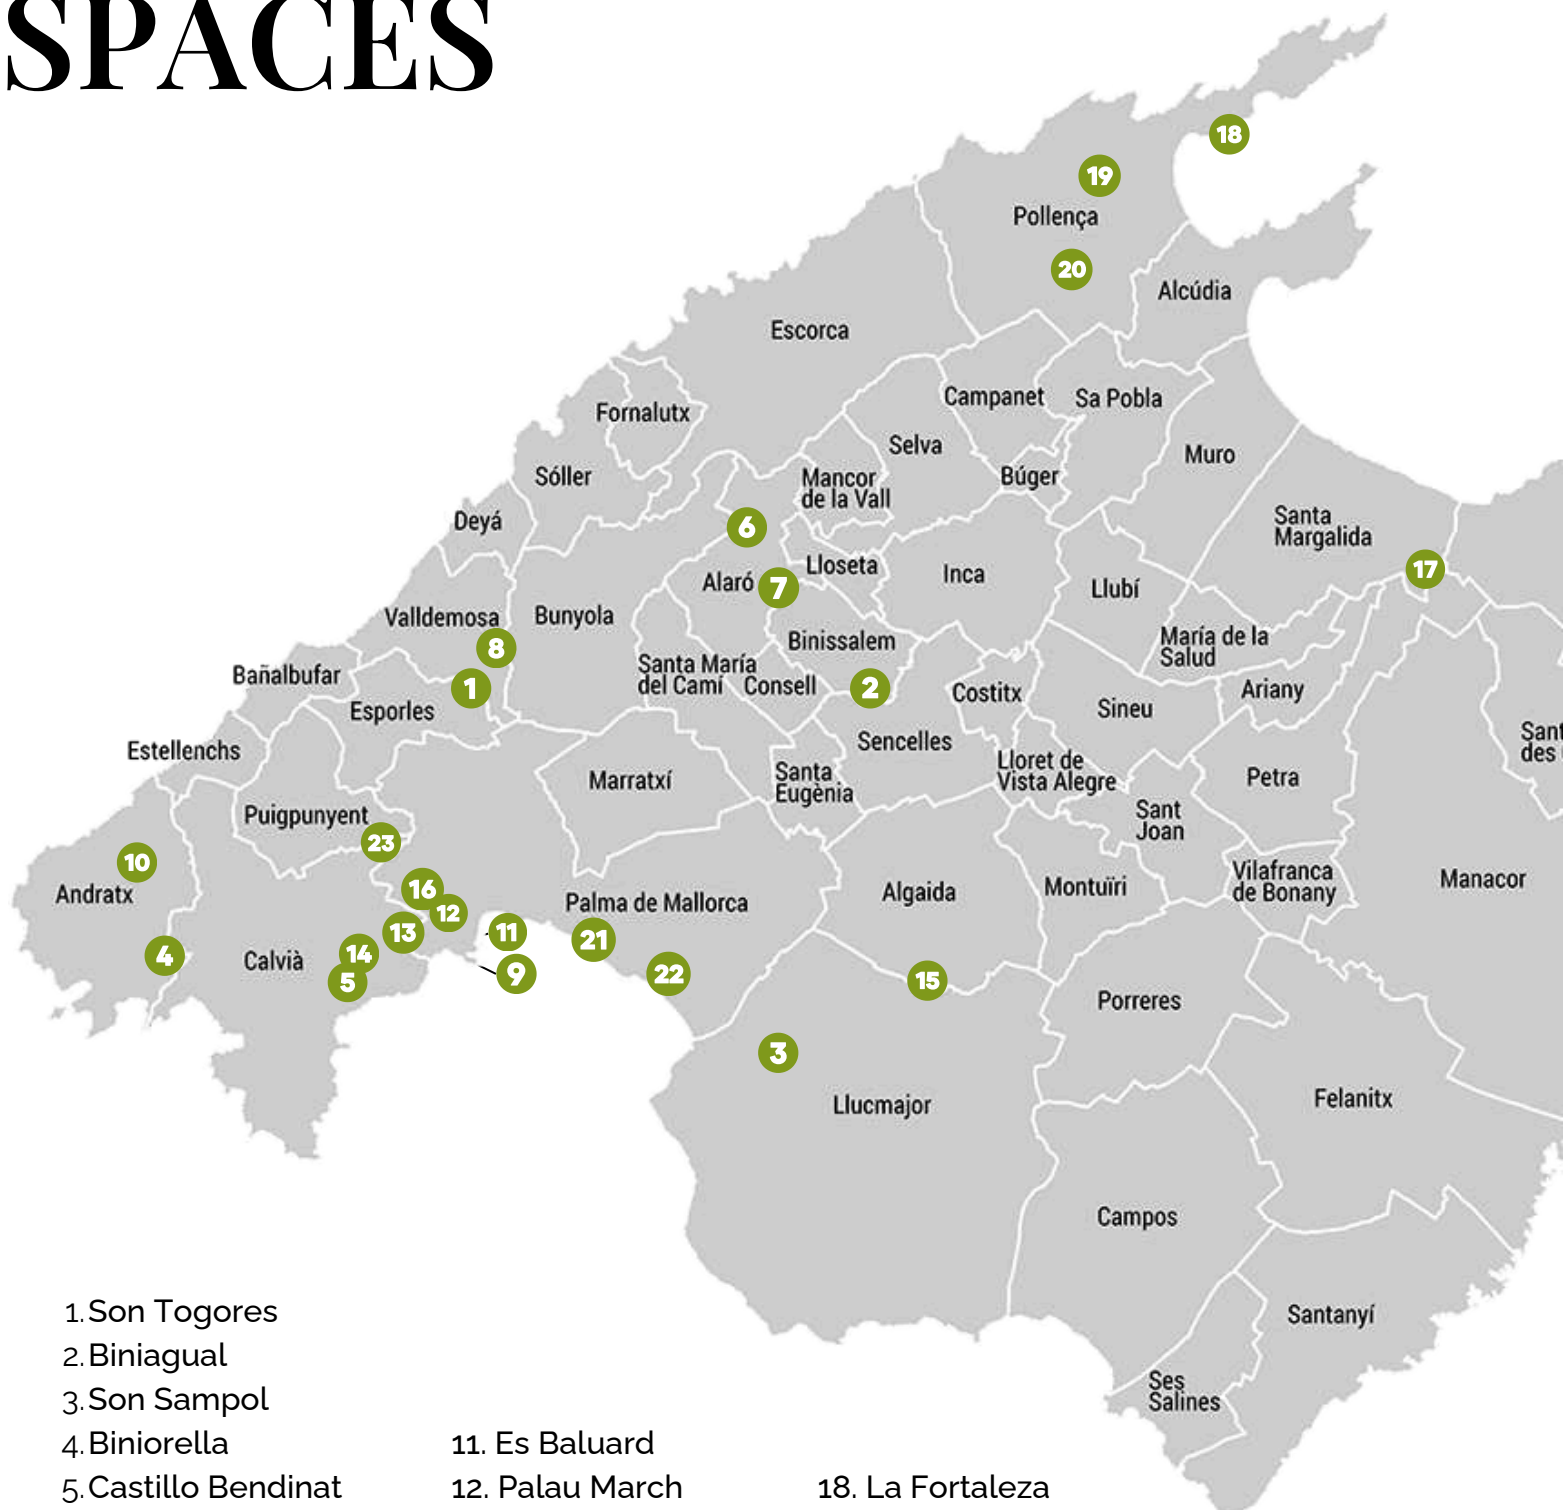 SPACES
18
19
Pollença
20
Alcúdia
Escorca
Campanet
Sa Pobla
Fornalutx
Selva
Muro
Sóller
Mancor
de la Vall
Búger
Deyá
6
Santa
Margalida
Lloseta
17
Alaró
7
Inca
Llubí
Valldemosa
Bunyola
8
Binissalem
María de la
Salud
Bañalbufar
1
Santa María
del Camí
Consell
2
Costitx
Ariany
Esporles
Sineu
Estellenchs
Sencelles
Sant
des
Marratxí
Santa
Eugènia
Lloret de
Vista Alegre
Petra
Puigpunyent
Sant
Joan
23
10
Andratx
16
12
Palma de Mallorca
Algaida
Montuïri
Vilafranca
de Bonany
Manacor
13
11
21
4
Calvià
14
5
9
22
15
Porreres
3
Llucmajor
Felanitx
Campos
Santanyí
Ses
Salines
1. Son Togores
2. Biniagual
3. Son Sampol
4. Biniorella
5. Castillo Bendinat
11. Es Baluard
12. Palau March
18. La Fortaleza